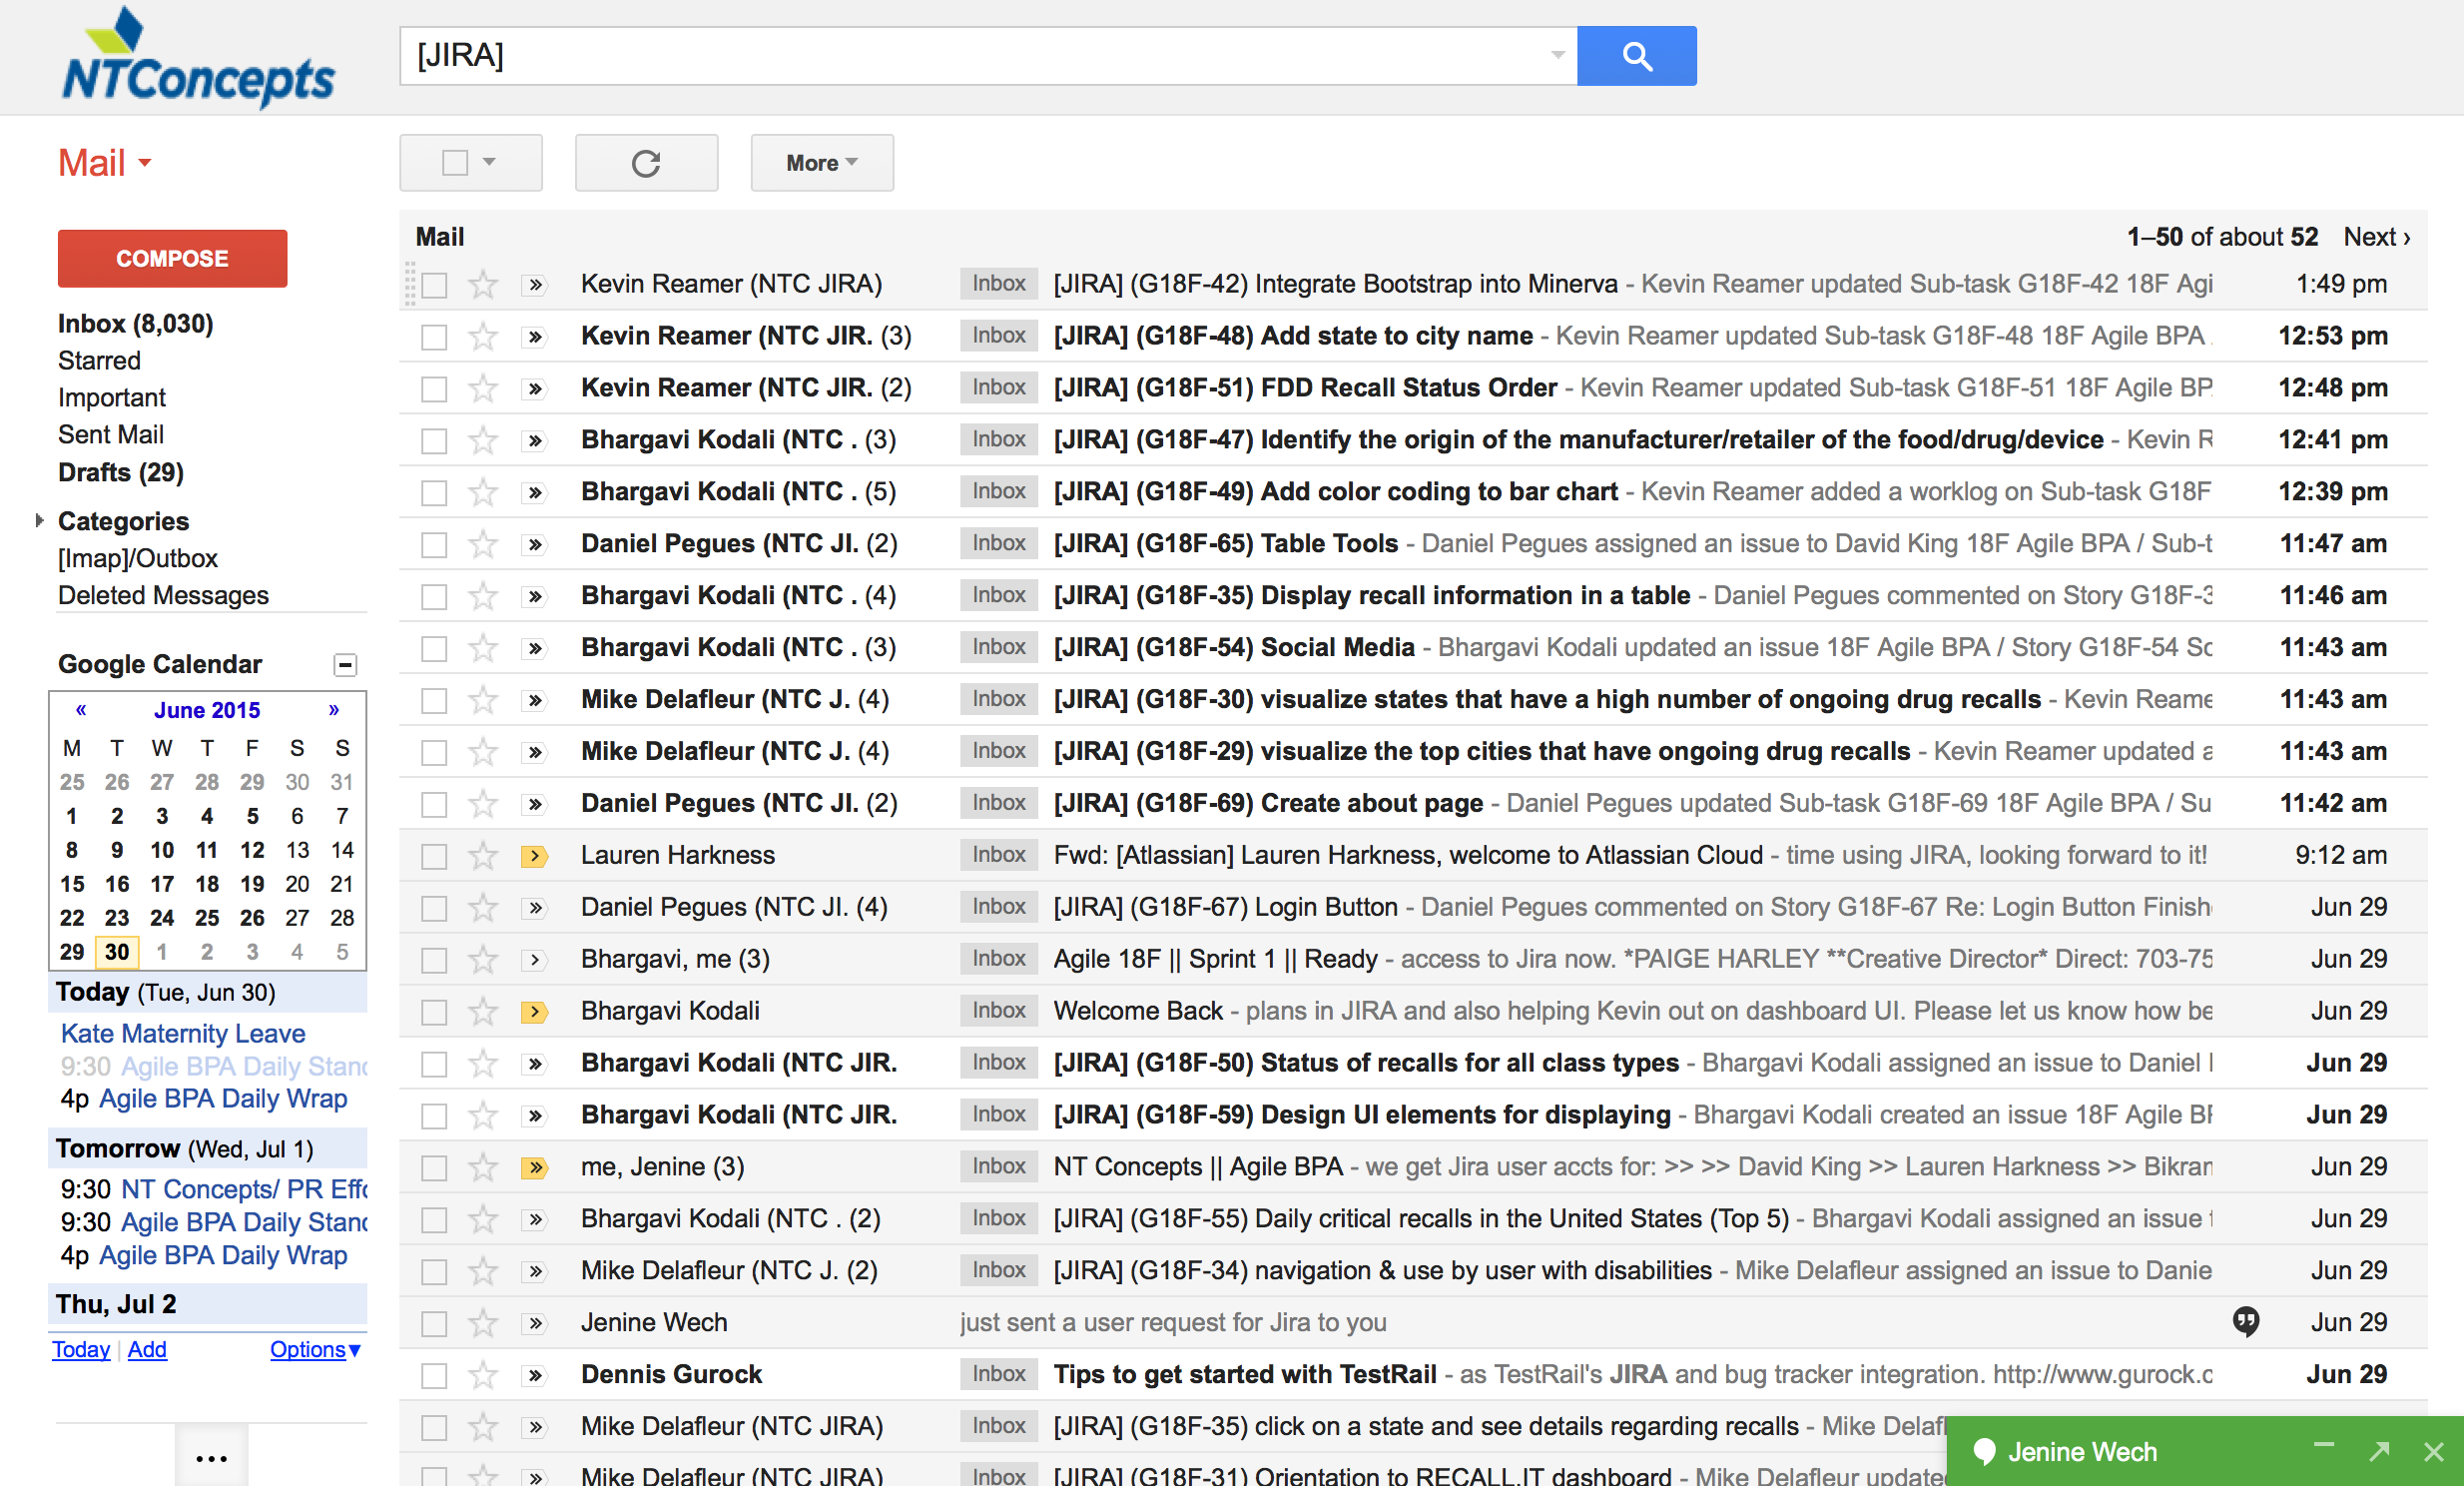 NTConcepts
[JIRA]
Mail
More
COMPOSE
Inbox (8,030)
Starred
Important
Sent Mail
Drafts (29)
Categories
[Imap]/Outbox
Deleted Messages
Google Calendar
« June 2015 »
M T W T F S S
25 26 27 28 29 30 31
1 2 3 4 5 6 7
8 9 10 11 12 13 14
15 16 17 18 19 20 21
22 23 24 25 26 27 28
29 30 1 2 3 4 5
Today (Tue, Jun 30)
Kate Maternity Leave
9:30 Agile BPA Daily Stand
4p Agile BPA Daily Wrap
Tomorrow (Wed, Jul 1)
9:30 NT Concepts/ PR Effo
9:30 Agile BPA Daily Stand
4p Agile BPA Daily Wrap
Thu, Jul 2
Today | Add Options▼
Mail 1–50 of about 52 Next ›
Kevin Reamer (NTC JIRA) Inbox [JIRA] (G18F-42) Integrate Bootstrap into Minerva - Kevin Reamer updated Sub-task G18F-42 18F Agi 1:49 pm
Kevin Reamer (NTC JIR. (3) Inbox [JIRA] (G18F-48) Add state to city name - Kevin Reamer updated Sub-task G18F-48 18F Agile BPA 12:53 pm
Kevin Reamer (NTC JIR. (2) Inbox [JIRA] (G18F-51) FDD Recall Status Order - Kevin Reamer updated Sub-task G18F-51 18F Agile BP 12:48 pm
Bhargavi Kodali (NTC . (3) Inbox [JIRA] (G18F-47) Identify the origin of the manufacturer/retailer of the food/drug/device - Kevin R 12:41 pm
Bhargavi Kodali (NTC . (5) Inbox [JIRA] (G18F-49) Add color coding to bar chart - Kevin Reamer added a worklog on Sub-task G18F 12:39 pm
Daniel Pegues (NTC JI. (2) Inbox [JIRA] (G18F-65) Table Tools - Daniel Pegues assigned an issue to David King 18F Agile BPA / Sub-t 11:47 am
Bhargavi Kodali (NTC . (4) Inbox [JIRA] (G18F-35) Display recall information in a table - Daniel Pegues commented on Story G18F-3 11:46 am
Bhargavi Kodali (NTC . (3) Inbox [JIRA] (G18F-54) Social Media - Bhargavi Kodali updated an issue 18F Agile BPA / Story G18F-54 So 11:43 am
Mike Delafleur (NTC J. (4) Inbox [JIRA] (G18F-30) visualize states that have a high number of ongoing drug recalls - Kevin Reame 11:43 am
Mike Delafleur (NTC J. (4) Inbox [JIRA] (G18F-29) visualize the top cities that have ongoing drug recalls - Kevin Reamer updated a 11:43 am
Daniel Pegues (NTC JI. (2) Inbox [JIRA] (G18F-69) Create about page - Daniel Pegues updated Sub-task G18F-69 18F Agile BPA / Su 11:42 am
Lauren Harkness Inbox Fwd: [Atlassian] Lauren Harkness, welcome to Atlassian Cloud - time using JIRA, looking forward to it! 9:12 am
Daniel Pegues (NTC JI. (4) Inbox [JIRA] (G18F-67) Login Button - Daniel Pegues commented on Story G18F-67 Re: Login Button Finish Jun 29
Bhargavi, me (3) Inbox Agile 18F || Sprint 1 || Ready - access to Jira now. *PAIGE HARLEY **Creative Director* Direct: 703-75 Jun 29
Bhargavi Kodali Inbox Welcome Back - plans in JIRA and also helping Kevin out on dashboard UI. Please let us know how be Jun 29
Bhargavi Kodali (NTC JIR. Inbox [JIRA] (G18F-50) Status of recalls for all class types - Bhargavi Kodali assigned an issue to Daniel Jun 29
Bhargavi Kodali (NTC JIR. Inbox [JIRA] (G18F-59) Design UI elements for displaying - Bhargavi Kodali created an issue 18F Agile BP Jun 29
me, Jenine (3) Inbox NT Concepts || Agile BPA - we get Jira user accts for: >> >> David King >> Lauren Harkness >> Bikran Jun 29
Bhargavi Kodali (NTC . (2) Inbox [JIRA] (G18F-55) Daily critical recalls in the United States (Top 5) - Bhargavi Kodali assigned an issue Jun 29
Mike Delafleur (NTC J. (2) Inbox [JIRA] (G18F-34) navigation & use by user with disabilities - Mike Delafleur assigned an issue to Danie Jun 29
Jenine Wech just sent a user request for Jira to you Jun 29
Dennis Gurock Inbox Tips to get started with TestRail - as TestRail's JIRA and bug tracker integration. http://www.gurock.c Jun 29
Mike Delafleur (NTC JIRA) Inbox [JIRA] (G18F-35) click on a state and see details regarding recalls - Mike Delaf
Mike Delafleur (NTC JIRA) Inbox [JIRA] (G18F-31) Orientation to RECALL.IT dashboard - Mike Delafleur update
Jenine Wech